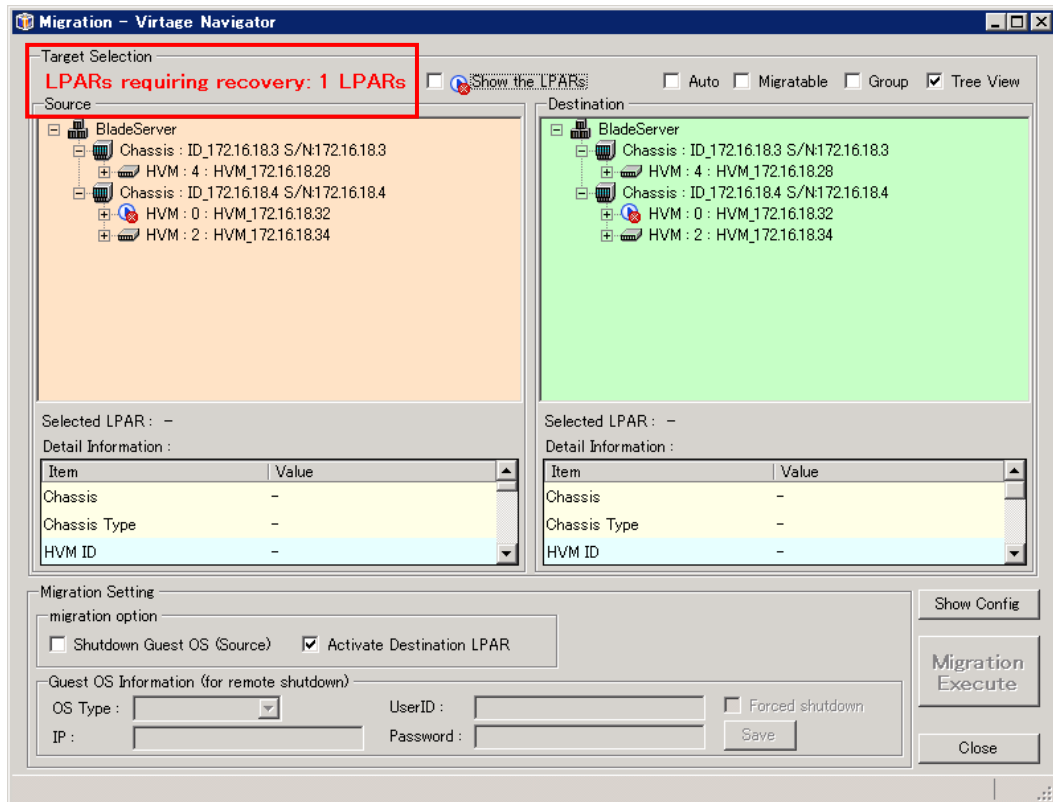 Migration - Virtage Navigator
Target Selection
LPARs requiring recovery: 1 LPARs
Show the LPARs
Auto
Migratable
Group
Tree View
Source
BladeServer
Chassis : ID_172.16.18.3 S/N:172.16.18.3
HVM : 4 : HVM_172.16.18.28
Chassis : ID_172.16.18.4 S/N:172.16.18.4
HVM : 0 : HVM_172.16.18.32
HVM : 2 : HVM_172.16.18.34
Selected LPAR : -
Detail Information :
Item Value
Chassis -
Chassis Type -
HVM ID -
Destination
BladeServer
Chassis : ID_172.16.18.3 S/N:172.16.18.3
HVM : 4 : HVM_172.16.18.28
Chassis : ID_172.16.18.4 S/N:172.16.18.4
HVM : 0 : HVM_172.16.18.32
HVM : 2 : HVM_172.16.18.34
Selected LPAR : -
Detail Information :
Item Value
Chassis -
Chassis Type -
HVM ID -
Migration Setting
migration option
Shutdown Guest OS (Source)
Activate Destination LPAR
Guest OS Information (for remote shutdown)
OS Type :
UserID :
Forced shutdown
IP :
Password :
Save
Show Config
Migration
Execute
Close